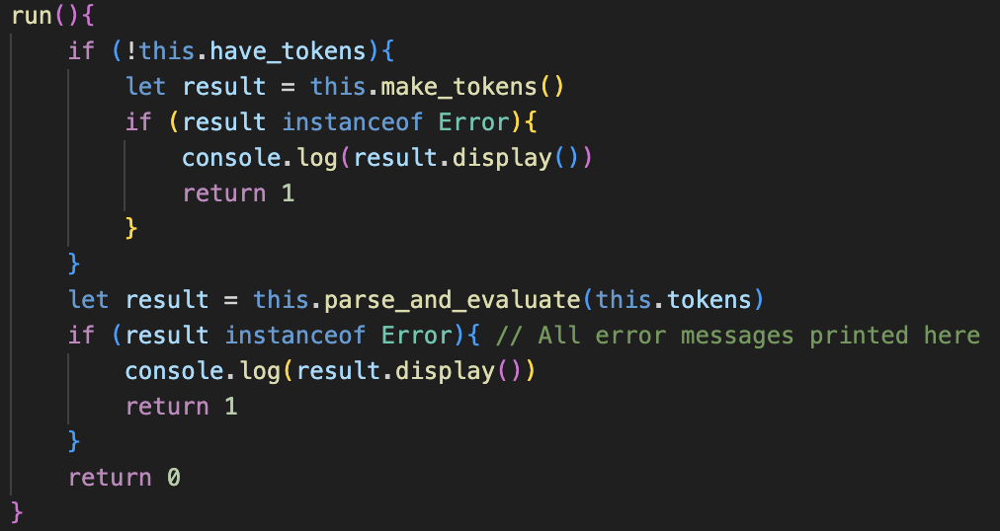 run(){
    if (!this.have_tokens){
        let result = this.make_tokens()
        if (result instanceof Error){
            console.log(result.display())
            return 1
        }
    }
    let result = this.parse_and_evaluate(this.tokens)
    if (result instanceof Error){ // All error messages printed here
        console.log(result.display())
        return 1
    }
    return 0
}